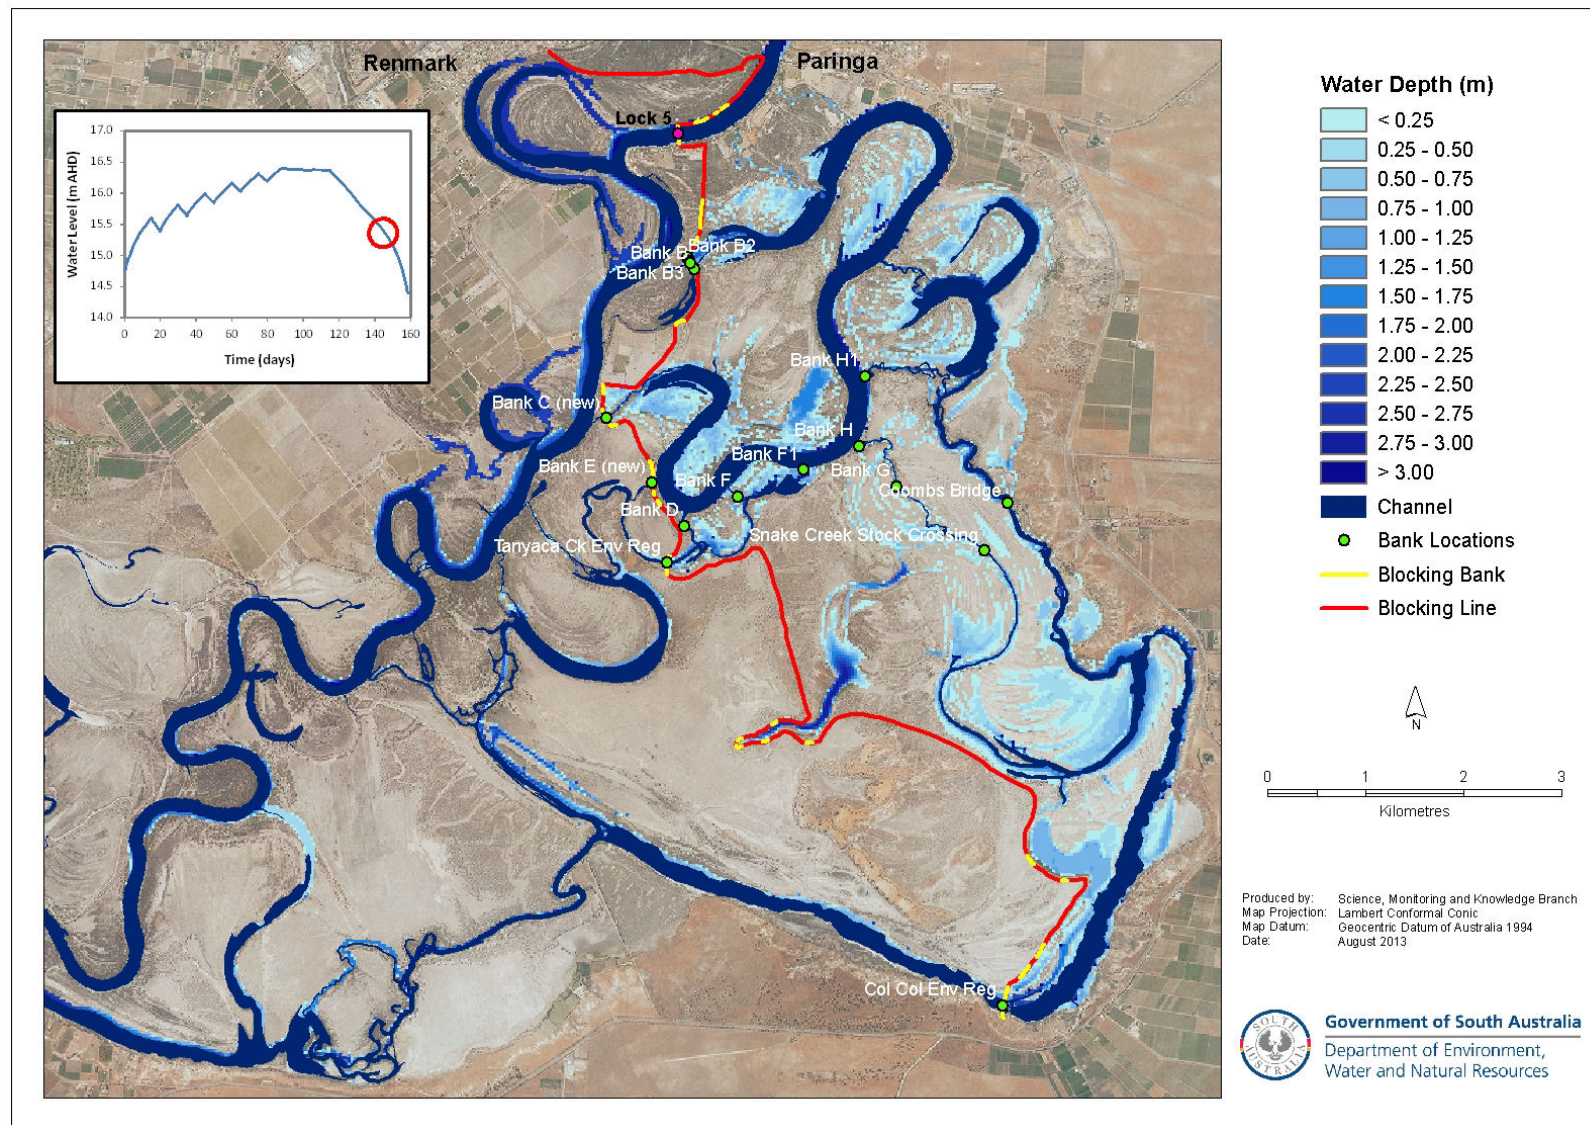 Renmark
Paringa
Lock 5
17.0
16.5
16.0
15.5
15.0
14.5
14.0
Water Level (m AHD)
0 20 40 60 80 100 120 140 160
Time (days)
Bank B2
Bank B
Bank B3
Bank H1
Bank C (new)
Bank H
Bank F1
Bank G
Bank E (new)
Bank F
Coombs Bridge
Bank D
Snake Creek Stock Crossing
Tanyaca Ck Env Reg
Col Col Env Reg
Water Depth (m)
< 0.25
0.25 - 0.50
0.50 - 0.75
0.75 - 1.00
1.00 - 1.25
1.25 - 1.50
1.50 - 1.75
1.75 - 2.00
2.00 - 2.25
2.25 - 2.50
2.50 - 2.75
2.75 - 3.00
> 3.00
Channel
Bank Locations
Blocking Bank
Blocking Line
N
0 1 2 3
Kilometres
Produced by: Science, Monitoring and Knowledge Branch
Map Projection: Lambert Conformal Conic
Map Datum: Geocentric Datum of Australia 1994
Date: August 2013
SOUTH AUSTRALIA
Government of South Australia
Department of Environment,
Water and Natural Resources